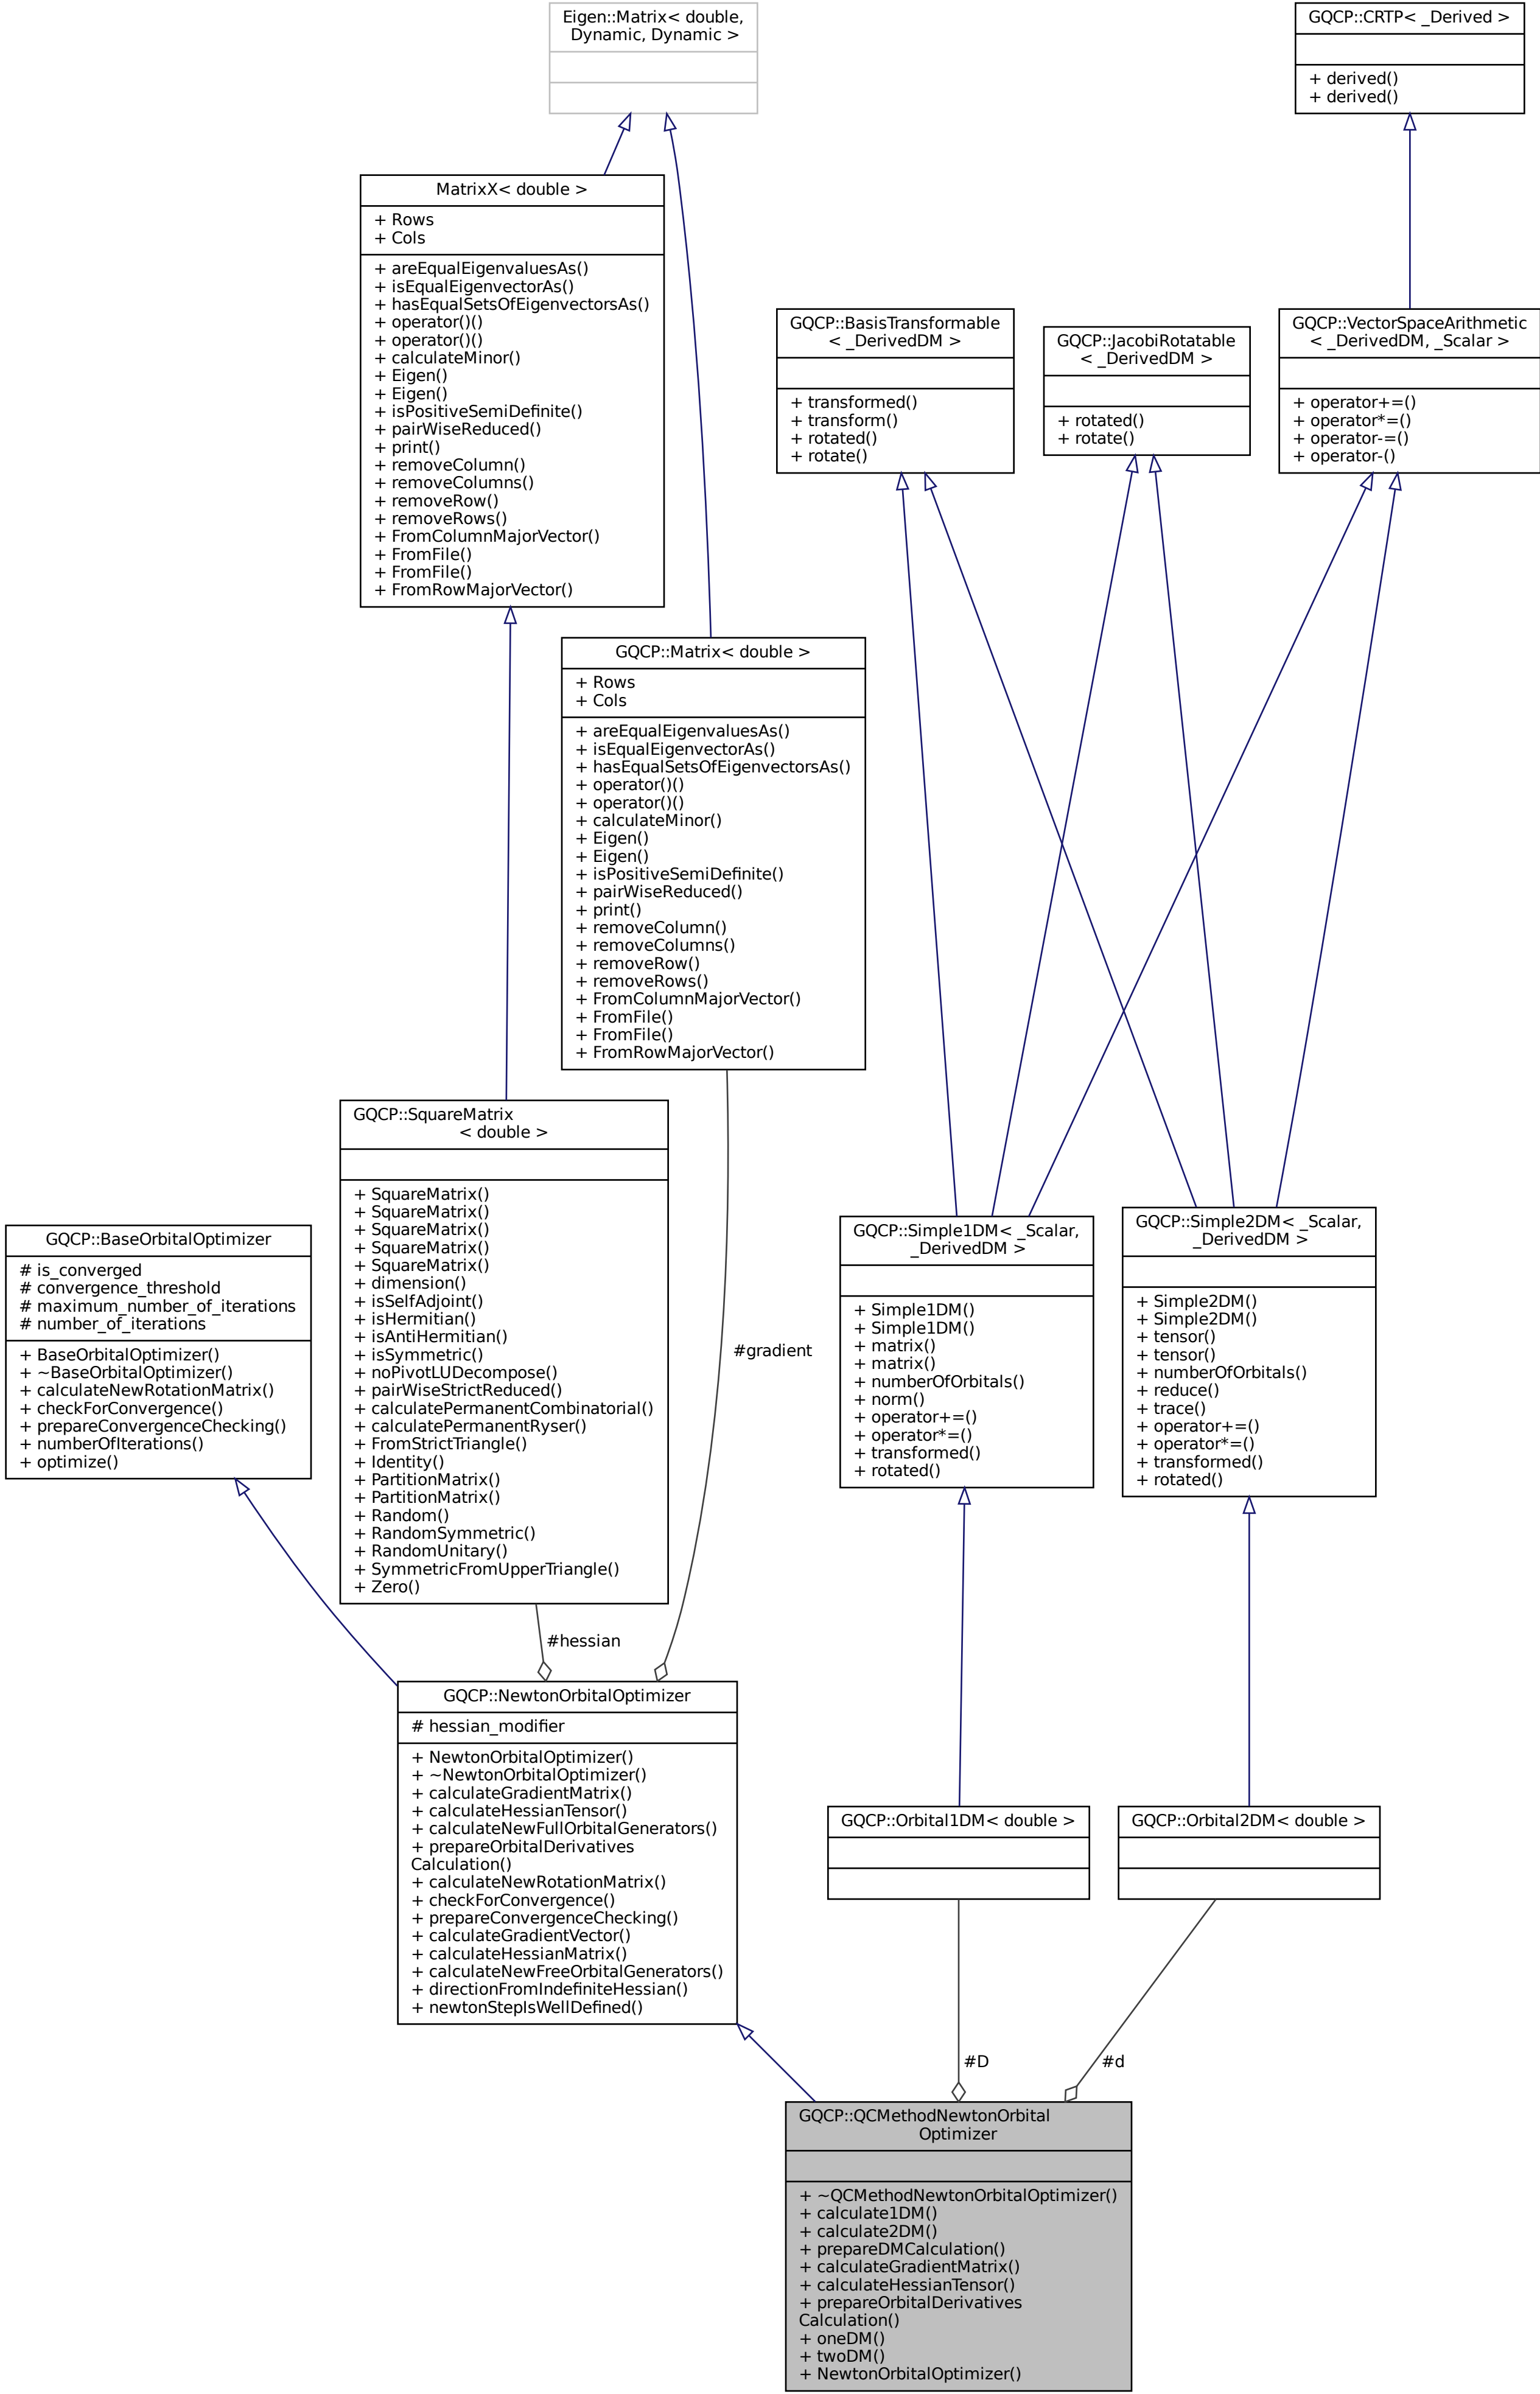 Eigen::Matrix< double,
Dynamic, Dynamic >
GQCP::CRTP< _Derived >
+ derived()
+ derived()
MatrixX< double >
+ Rows
+ Cols
+ areEqualEigenvaluesAs()
+ isEqualEigenvectorAs()
+ hasEqualSetsOfEigenvectorsAs()
+ operator()()
+ operator()()
+ calculateMinor()
+ Eigen()
+ Eigen()
+ isPositiveSemiDefinite()
+ pairWiseReduced()
+ print()
+ removeColumn()
+ removeColumns()
+ removeRow()
+ removeRows()
+ FromColumnMajorVector()
+ FromFile()
+ FromFile()
+ FromRowMajorVector()
GQCP::BasisTransformable
< _DerivedDM >
+ transformed()
+ transform()
+ rotated()
+ rotate()
GQCP::JacobiRotatable
< _DerivedDM >
+ rotated()
+ rotate()
GQCP::VectorSpaceArithmetic
< _DerivedDM, _Scalar >
+ operator+=()
+ operator*=()
+ operator-=()
+ operator-()
GQCP::Matrix< double >
+ Rows
+ Cols
+ areEqualEigenvaluesAs()
+ isEqualEigenvectorAs()
+ hasEqualSetsOfEigenvectorsAs()
+ operator()()
+ operator()()
+ calculateMinor()
+ Eigen()
+ Eigen()
+ isPositiveSemiDefinite()
+ pairWiseReduced()
+ print()
+ removeColumn()
+ removeColumns()
+ removeRow()
+ removeRows()
+ FromColumnMajorVector()
+ FromFile()
+ FromFile()
+ FromRowMajorVector()
GQCP::SquareMatrix
< double >
+ SquareMatrix()
+ SquareMatrix()
+ SquareMatrix()
+ SquareMatrix()
+ SquareMatrix()
+ dimension()
+ isSelfAdjoint()
+ isHermitian()
+ isAntiHermitian()
+ isSymmetric()
+ noPivotLUDecompose()
+ pairWiseStrictReduced()
+ calculatePermanentCombinatorial()
+ calculatePermanentRyser()
+ FromStrictTriangle()
+ Identity()
+ PartitionMatrix()
+ PartitionMatrix()
+ Random()
+ RandomSymmetric()
+ RandomUnitary()
+ SymmetricFromUpperTriangle()
+ Zero()
GQCP::BaseOrbitalOptimizer
# is_converged
# convergence_threshold
# maximum_number_of_iterations
# number_of_iterations
+ BaseOrbitalOptimizer()
+ ~BaseOrbitalOptimizer()
+ calculateNewRotationMatrix()
+ checkForConvergence()
+ prepareConvergenceChecking()
+ numberOfIterations()
+ optimize()
#gradient
GQCP::Simple1DM< _Scalar,
_DerivedDM >
+ Simple1DM()
+ Simple1DM()
+ matrix()
+ matrix()
+ numberOfOrbitals()
+ norm()
+ operator+=()
+ operator*=()
+ transformed()
+ rotated()
GQCP::Simple2DM< _Scalar,
_DerivedDM >
+ Simple2DM()
+ Simple2DM()
+ tensor()
+ tensor()
+ numberOfOrbitals()
+ reduce()
+ trace()
+ operator+=()
+ operator*=()
+ transformed()
+ rotated()
#hessian
GQCP::NewtonOrbitalOptimizer
# hessian_modifier
+ NewtonOrbitalOptimizer()
+ ~NewtonOrbitalOptimizer()
+ calculateGradientMatrix()
+ calculateHessianTensor()
+ calculateNewFullOrbitalGenerators()
+ prepareOrbitalDerivatives
Calculation()
+ calculateNewRotationMatrix()
+ checkForConvergence()
+ prepareConvergenceChecking()
+ calculateGradientVector()
+ calculateHessianMatrix()
+ calculateNewFreeOrbitalGenerators()
+ directionFromIndefiniteHessian()
+ newtonStepIsWellDefined()
GQCP::Orbital1DM< double >
GQCP::Orbital2DM< double >
#D
#d
GQCP::QCMethodNewtonOrbital
Optimizer
+ ~QCMethodNewtonOrbitalOptimizer()
+ calculate1DM()
+ calculate2DM()
+ prepareDMCalculation()
+ calculateGradientMatrix()
+ calculateHessianTensor()
+ prepareOrbitalDerivatives
Calculation()
+ oneDM()
+ twoDM()
+ NewtonOrbitalOptimizer()